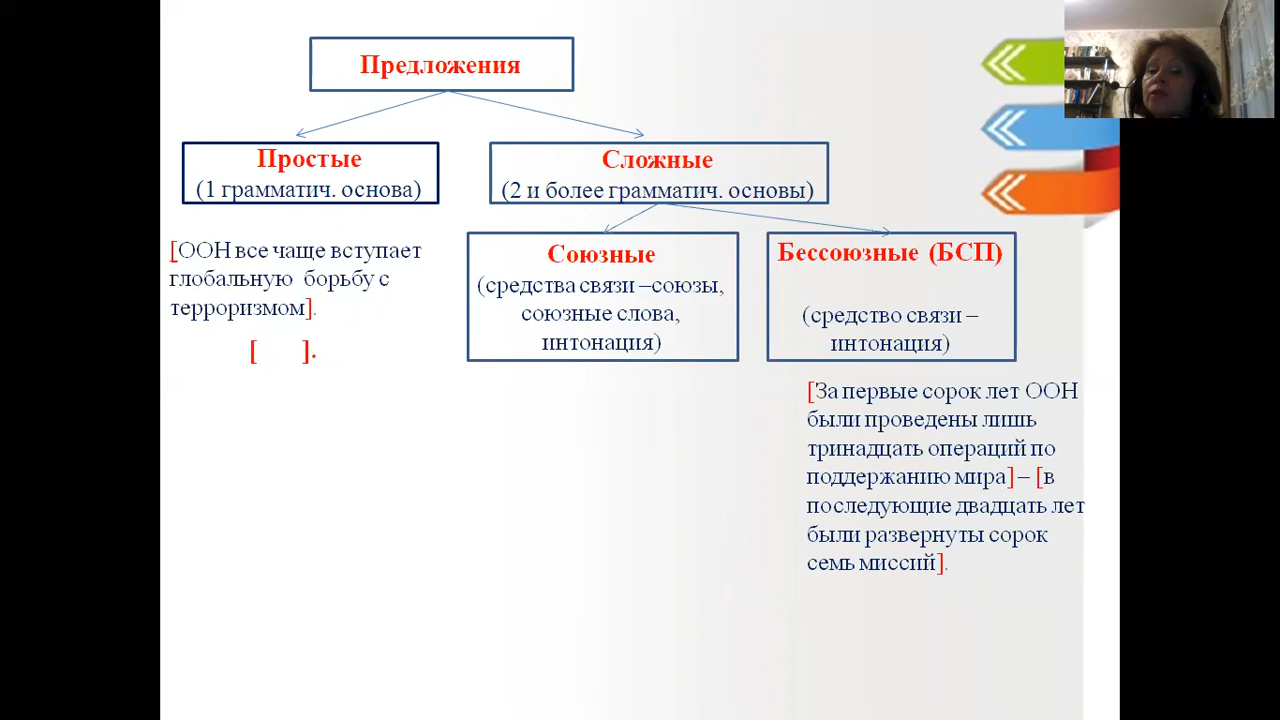 Предложения
Простые
(1 грамматич. основа)
Сложные
(2 и более грамматич. основы)
[ООН все чаще вступает
глобальную борьбу с
терроризмом].
[ ].
Союзные
(средства связи –союзы,
союзные слова,
интонация)
Бессоюзные (БСП)
(средство связи –
интонация)
[За первые сорок лет ООН
были проведены лишь
тринадцать операций по
поддержанию мира] – [в
последующие двадцать лет
были развернуты сорок
семь миссий].